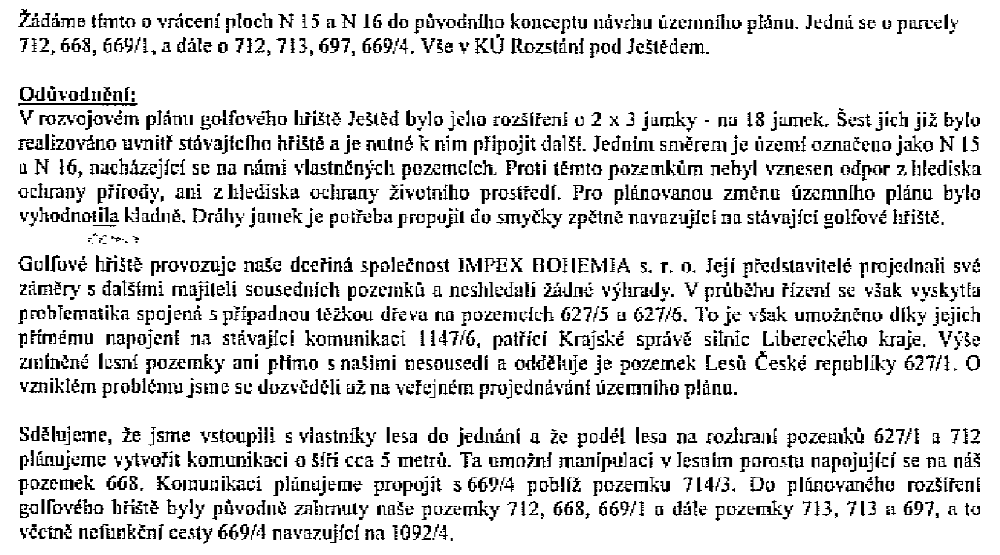 Žádáme tímto o vrácení ploch N 15 a N 16 do původního konceptu návrhu územního plánu. Jedná se o parcely
712, 668, 669/1, a dále o 712, 713, 697, 669/4. Vše v KÚ Rozstání pod Ještědem.
Odůvodnění:
V rozvojovém plánu golfového hřiště Ještěd bylo jeho rozšíření o 2 x 3 jamky - na 18 jamek. Šest jich již bylo
realizováno uvnitř stávajícího hřiště a je nutné k nim připojit další. Jedním směrem je území označeno jako N 15
a N 16, nacházející se na námi vlastněných pozemcích. Proti těmto pozemkům nebyl vznesen odpor z hlediska
ochrany přírody, ani z hlediska ochrany životního prostředí. Pro plánovanou změnu územního plánu bylo
vyhodnotila kladně. Dráhy jamek je potřeba propojit do smyčky zpětně navazující na stávající golfové hřiště.
Golfové hřiště provozuje naše dceřiná společnost IMPEX BOHEMIA s. r. o. Její představitelé projednali své
záměry s dalšími majiteli sousedních pozemků a neshledali žádné výhrady. V průběhu řízení se však vyskytla
problematika spojená s případnou těžkou dřeva na pozemcích 627/5 a 627/6. To je však umožněno díky jejich
přímému napojení na stávající komunikaci 1147/6, patřící Krajské správě silnic Libereckého kraje. Výše
zmíněné lesní pozemky ani přímo s našimi nesousedí a odděluje je pozemek Lesů České republiky 627/1. O
vzniklém problému jsme se dozvěděli až na veřejném projednávání územního plánu.
Sdělujeme, že jsme vstoupili s vlastníky lesa do jednání a že podél lesa na rozhraní pozemků 627/1 a 712
plánujeme vytvořit komunikaci o šíři cca 5 metrů. Ta umožní manipulaci v lesním porostu napojující se na náš
pozemek 668. Komunikaci plánujeme propojit s 669/4 poblíž pozemku 714/3. Do plánovaného rozšíření
golfového hřiště byly původně zahrnuty naše pozemky 712, 668, 669/1 a dále pozemky 713, 713 a 697, a to
včetně nefunkční cesty 669/4 navazující na 1092/4.